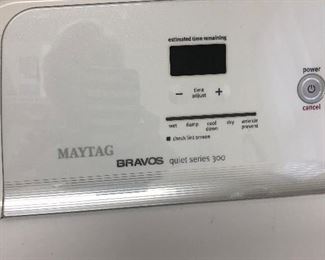 estimated time remaining
power
− time adjust +
cancel
wet damp cool down dry wrinkle prevent
check lint screen
MAYTAG BRAVOS quiet series 300